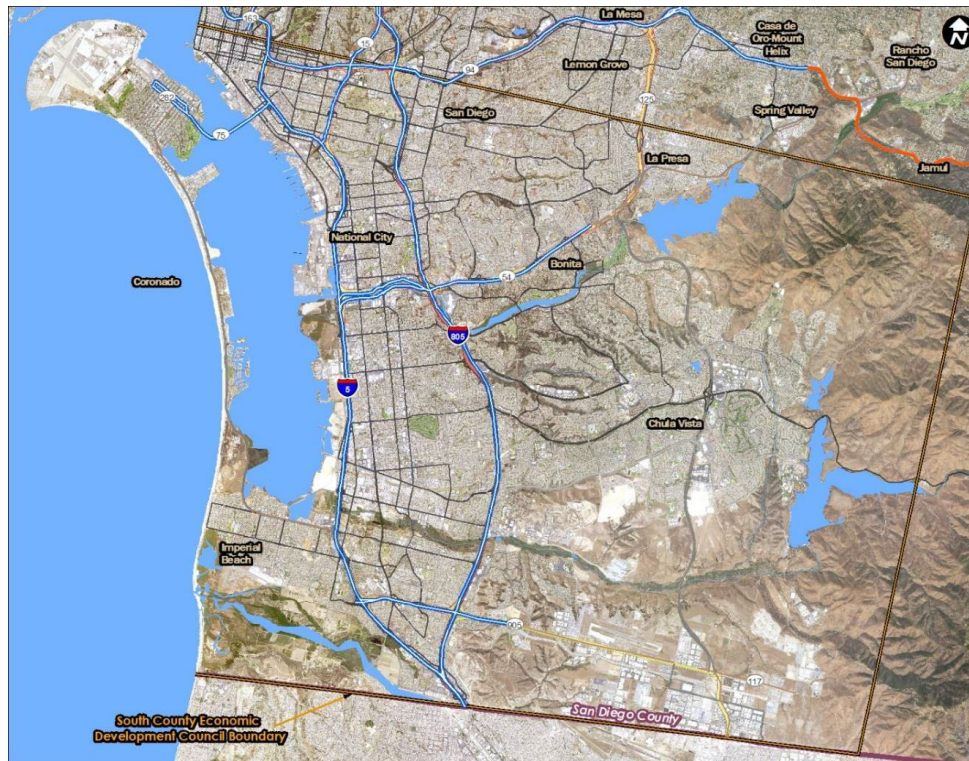 163
La Mesa
15
Casa de
Oro-Mount
Helix
N
Rancho
San Diego
94
Lemon Grove
125
San Diego
Spring Valley
75
La Presa
Jamul
National City
Bonita
54
Coronado
805
5
Chula Vista
Imperial
Beach
905
117
San Diego County
South County Economic
Development Council Boundary